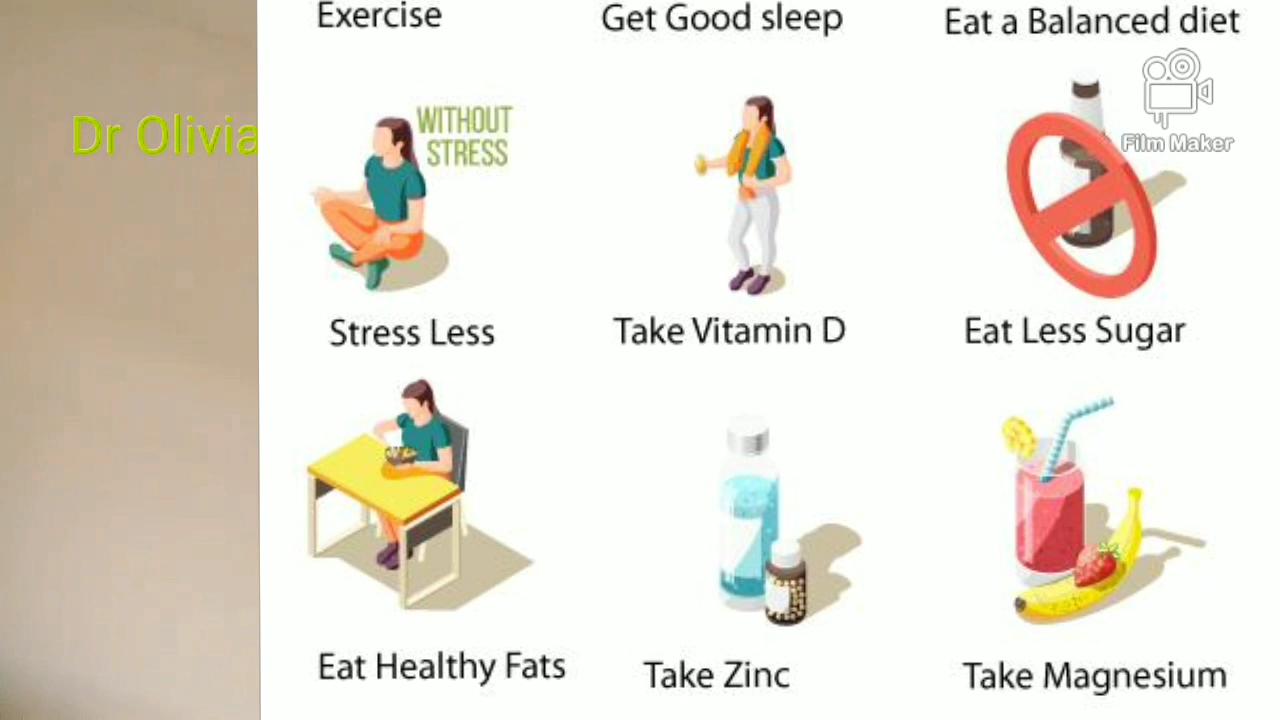 Exercise
Get Good sleep
Eat a Balanced diet
Dr Olivia
WITHOUT
STRESS
Film Maker
Stress Less
Take Vitamin D
Eat Less Sugar
Eat Healthy Fats
Take Zinc
Take Magnesium